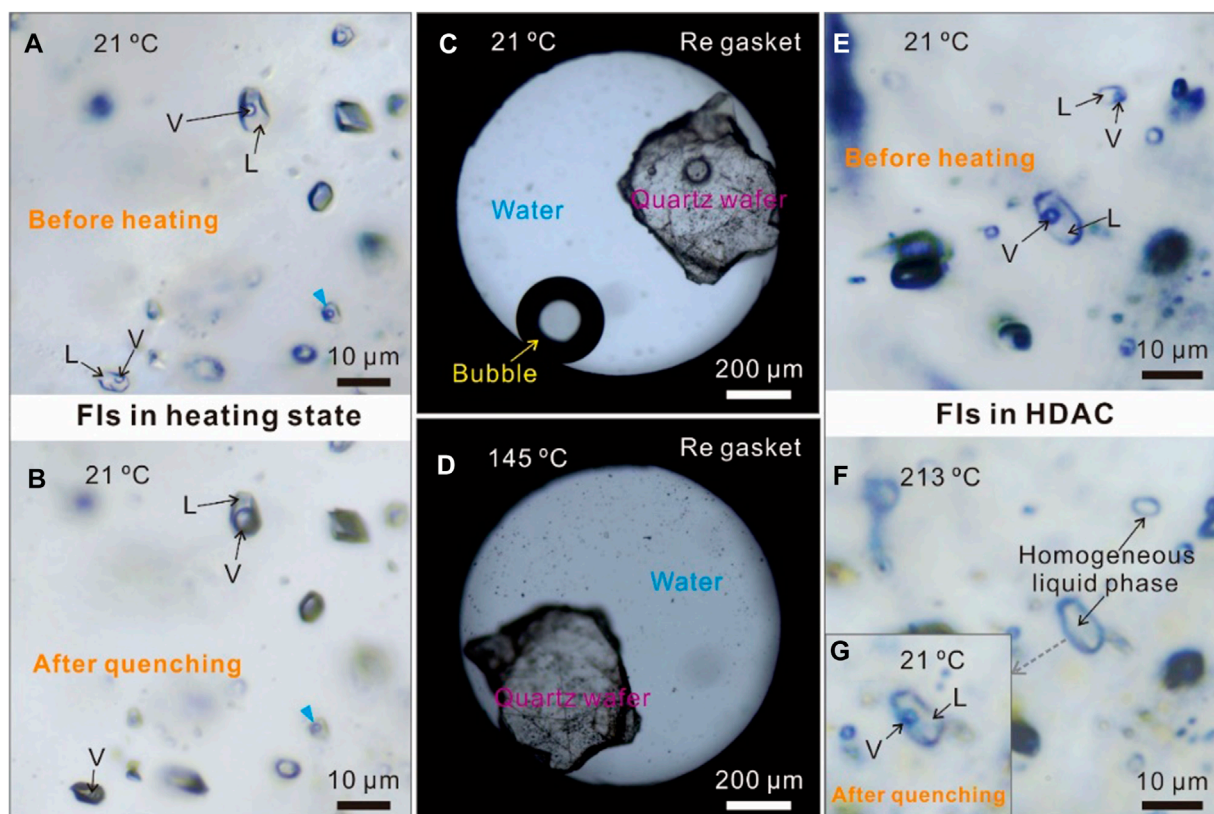 A
21 ºC
V
L
Before heating
L
V
10 µm
FIs in heating state
B
21 ºC
L
V
After quenching
V
10 µm
C
21 ºC
Re gasket
Water
Quartz wafer
Bubble
200 µm
D
145 ºC
Re gasket
Water
Quartz wafer
200 µm
E
21 ºC
L
V
Before heating
V
L
10 µm
FIs in HDAC
F
213 ºC
Homogeneous
liquid phase
G
21 ºC
L
V
After quenching
10 µm